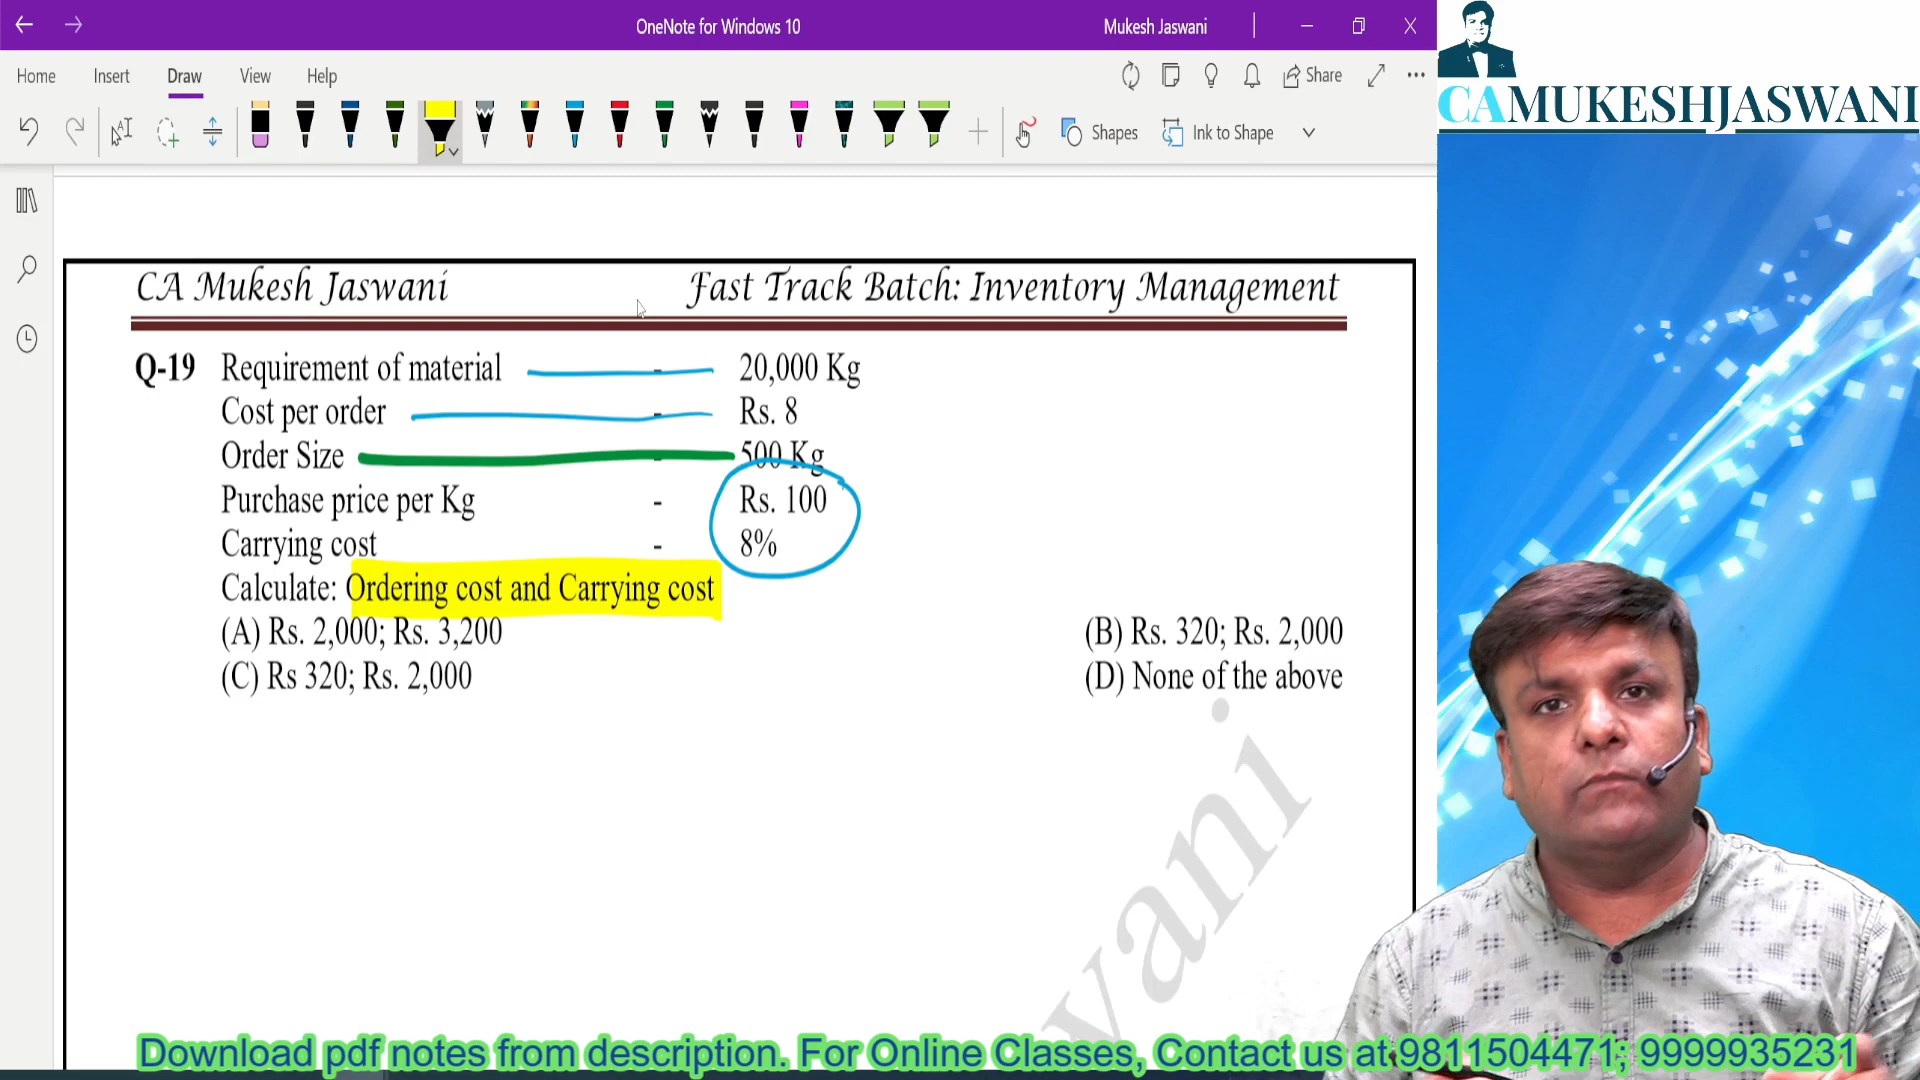 OneNote for Windows 10
Mukesh Jaswani
Home Insert Draw View Help
Share
Shapes Ink to Shape
CAMUKESHJASWANI
CA Mukesh Jaswani Fast Track Batch: Inventory Management
Q-19 Requirement of material - 20,000 Kg
Cost per order - Rs. 8
Order Size - 500 Kg
Purchase price per Kg - Rs. 100
Carrying cost - 8%
Calculate: Ordering cost and Carrying cost
(A) Rs. 2,000; Rs. 3,200 (B) Rs. 320; Rs. 2,000
(C) Rs 320; Rs. 2,000 (D) None of the above
vani
Download pdf notes from description. For Online Classes, Contact us at 9811504471; 9999935231